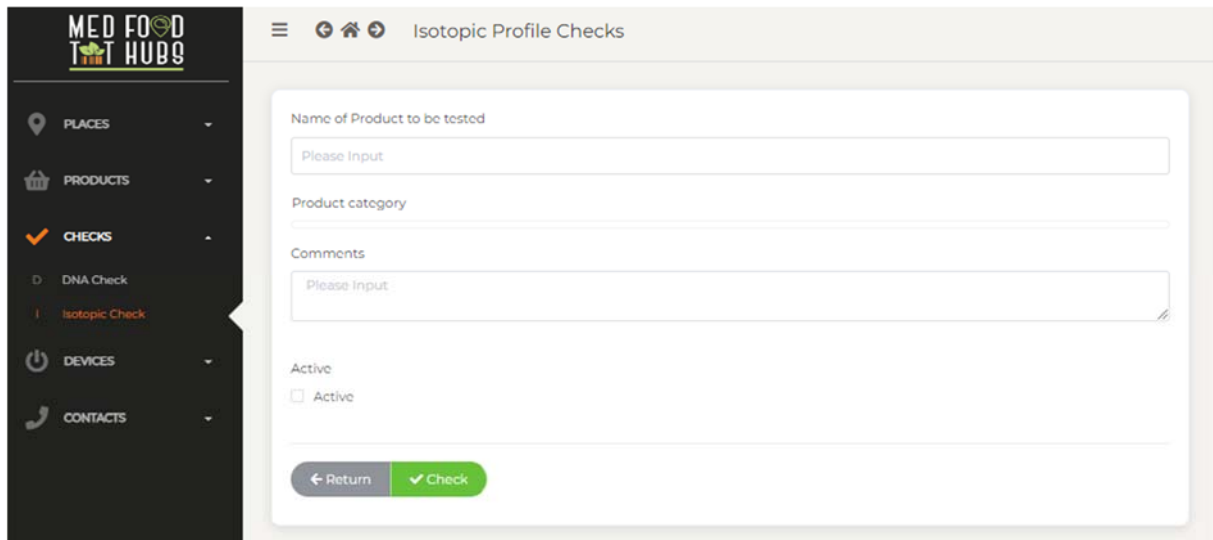 MED FOOD
TTT HUBS
Isotopic Profile Checks
PLACES
PRODUCTS
CHECKS
D DNA Check
I Isotopic Check
DEVICES
CONTACTS
Name of Product to be tested
Please Input
Product category
Comments
Please Input
Active
Active
Return
Check